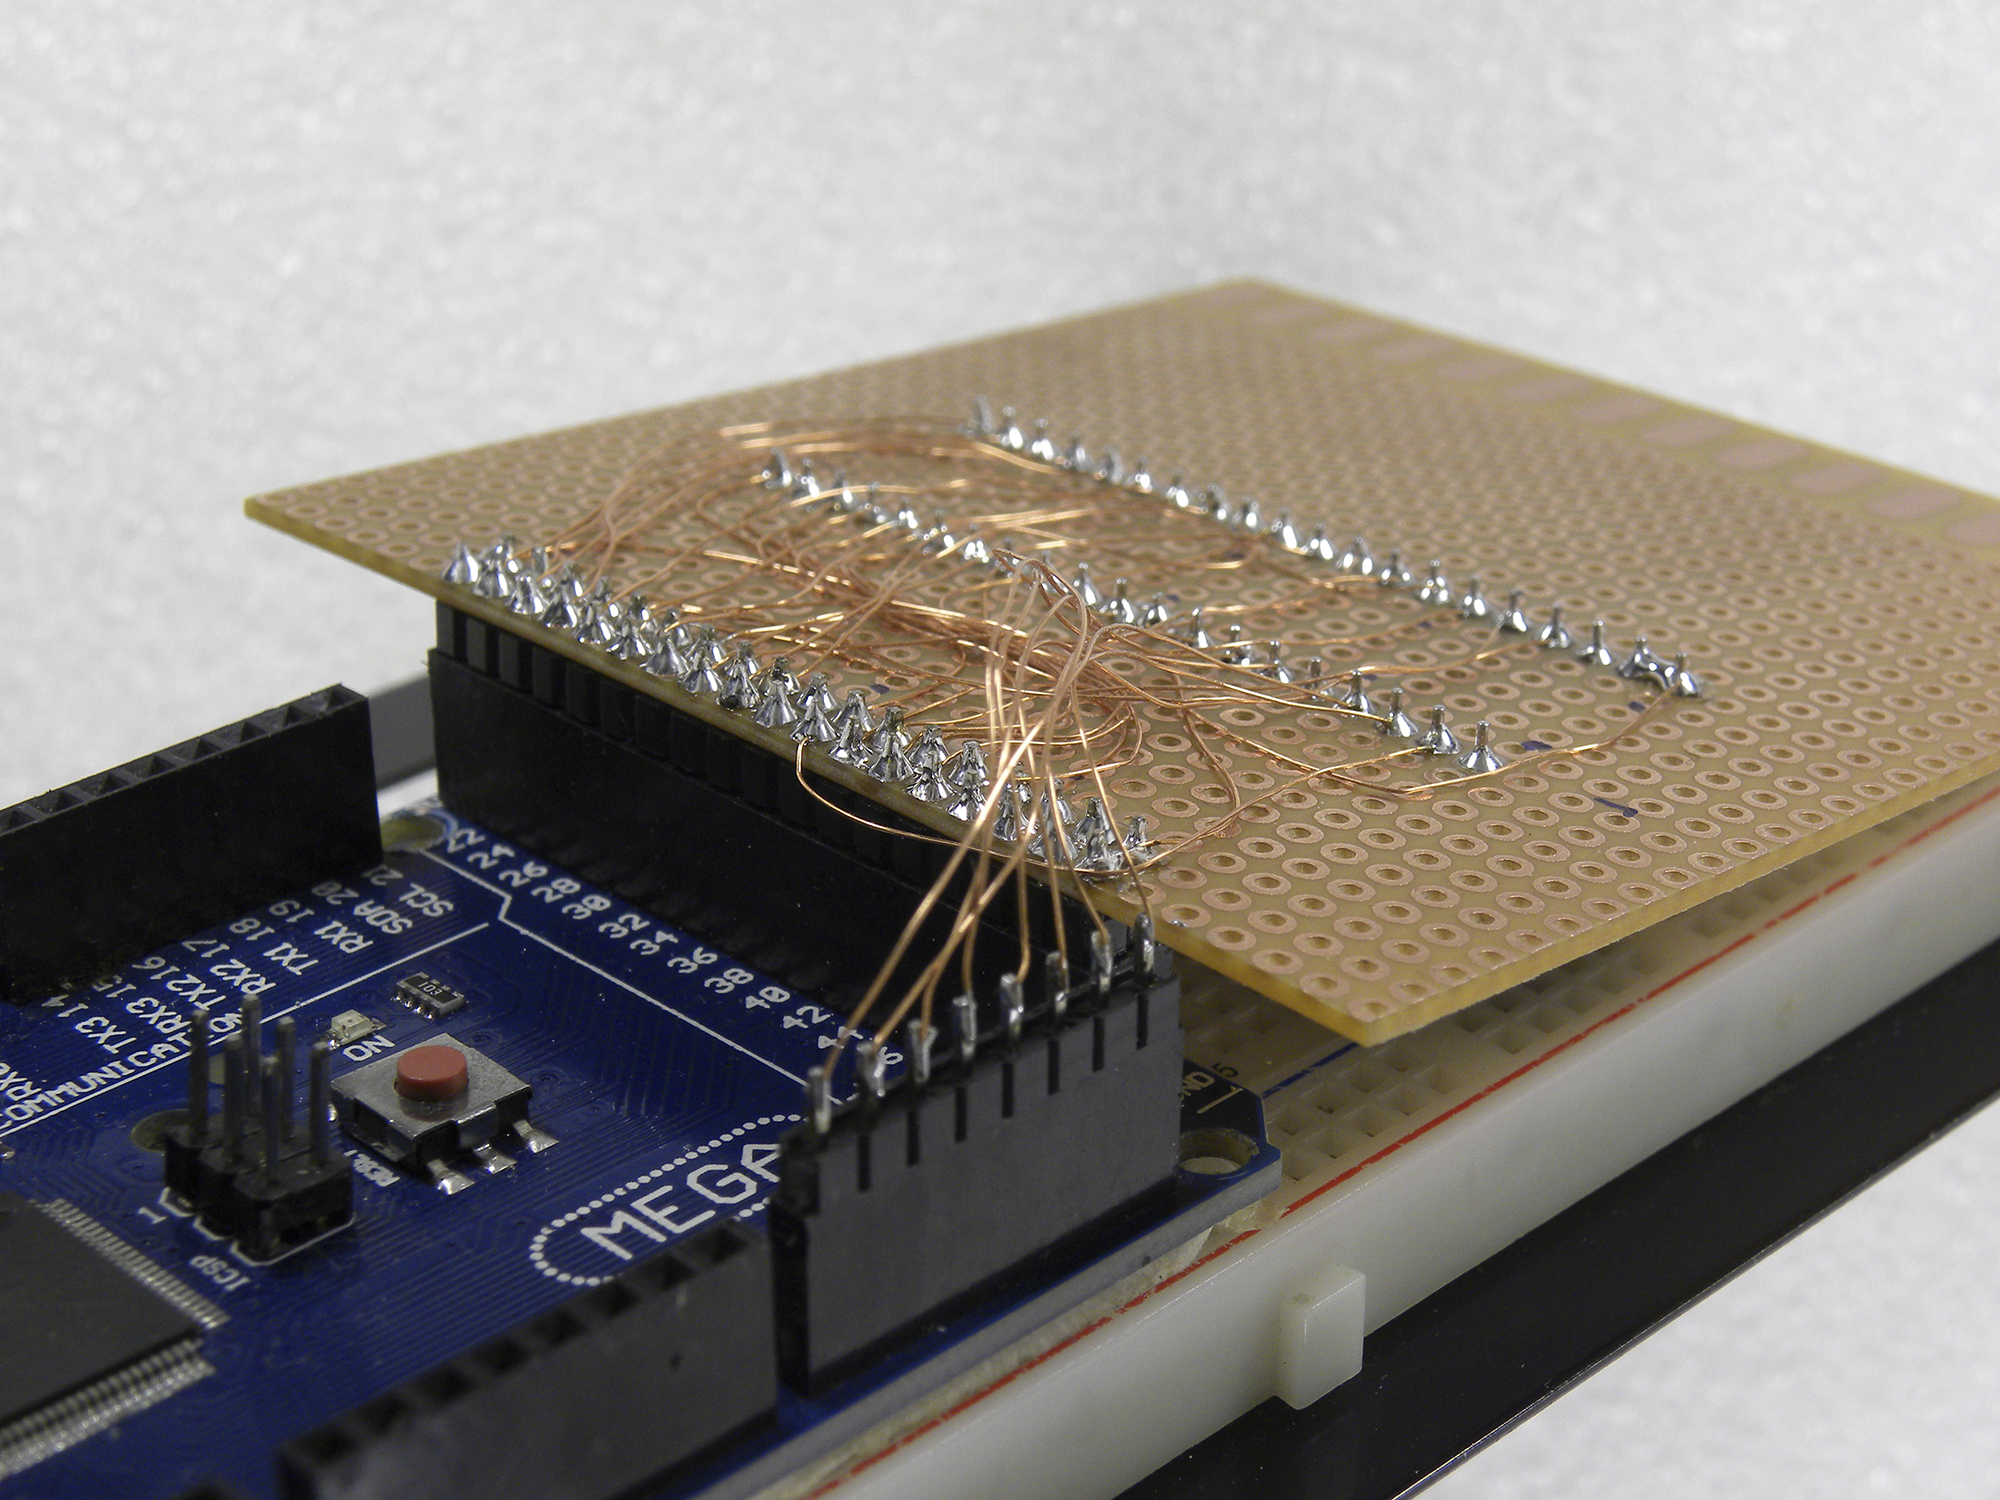 22
24
26
28
30
32
34
36
38
40
42
44
46
SCL 21
SDA 20
RX1 19
TX1 18
RX2 17
TX2 16
RX3 15
TX3 14
COMMUNICATION
103
ON
RESET
1
ICSP
MEGA
GND
5